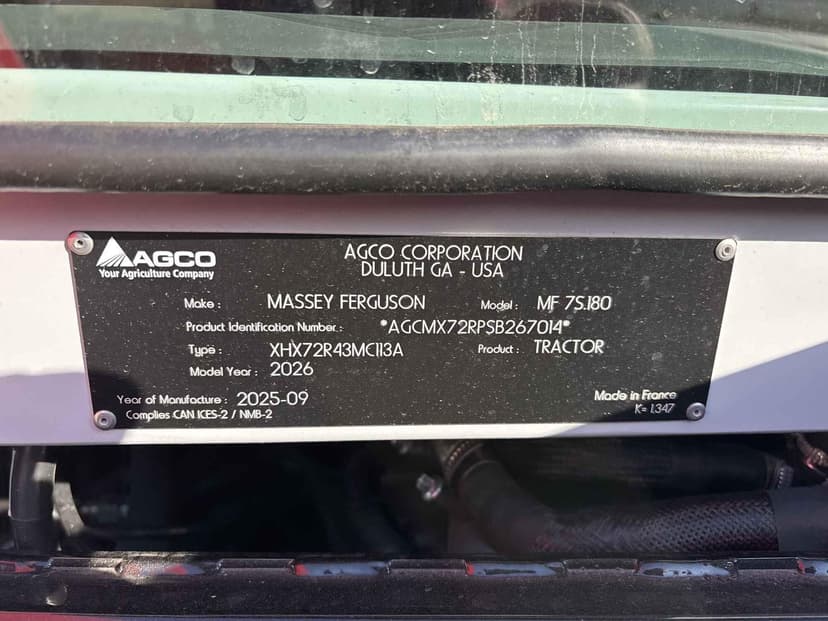 AGCO
Your Agriculture Company
AGCO CORPORATION
DULUTH GA - USA
Make : MASSEY FERGUSON Model : MF 7S.180
Product Identification Number : *AGCMX72RPSB267014*
Type : XHX72R43MC113A Product : TRACTOR
Model Year : 2026
Year of Manufacture : 2025-09 Made in France
Complies CAN ICES-2 / NMB-2 K= 1.347